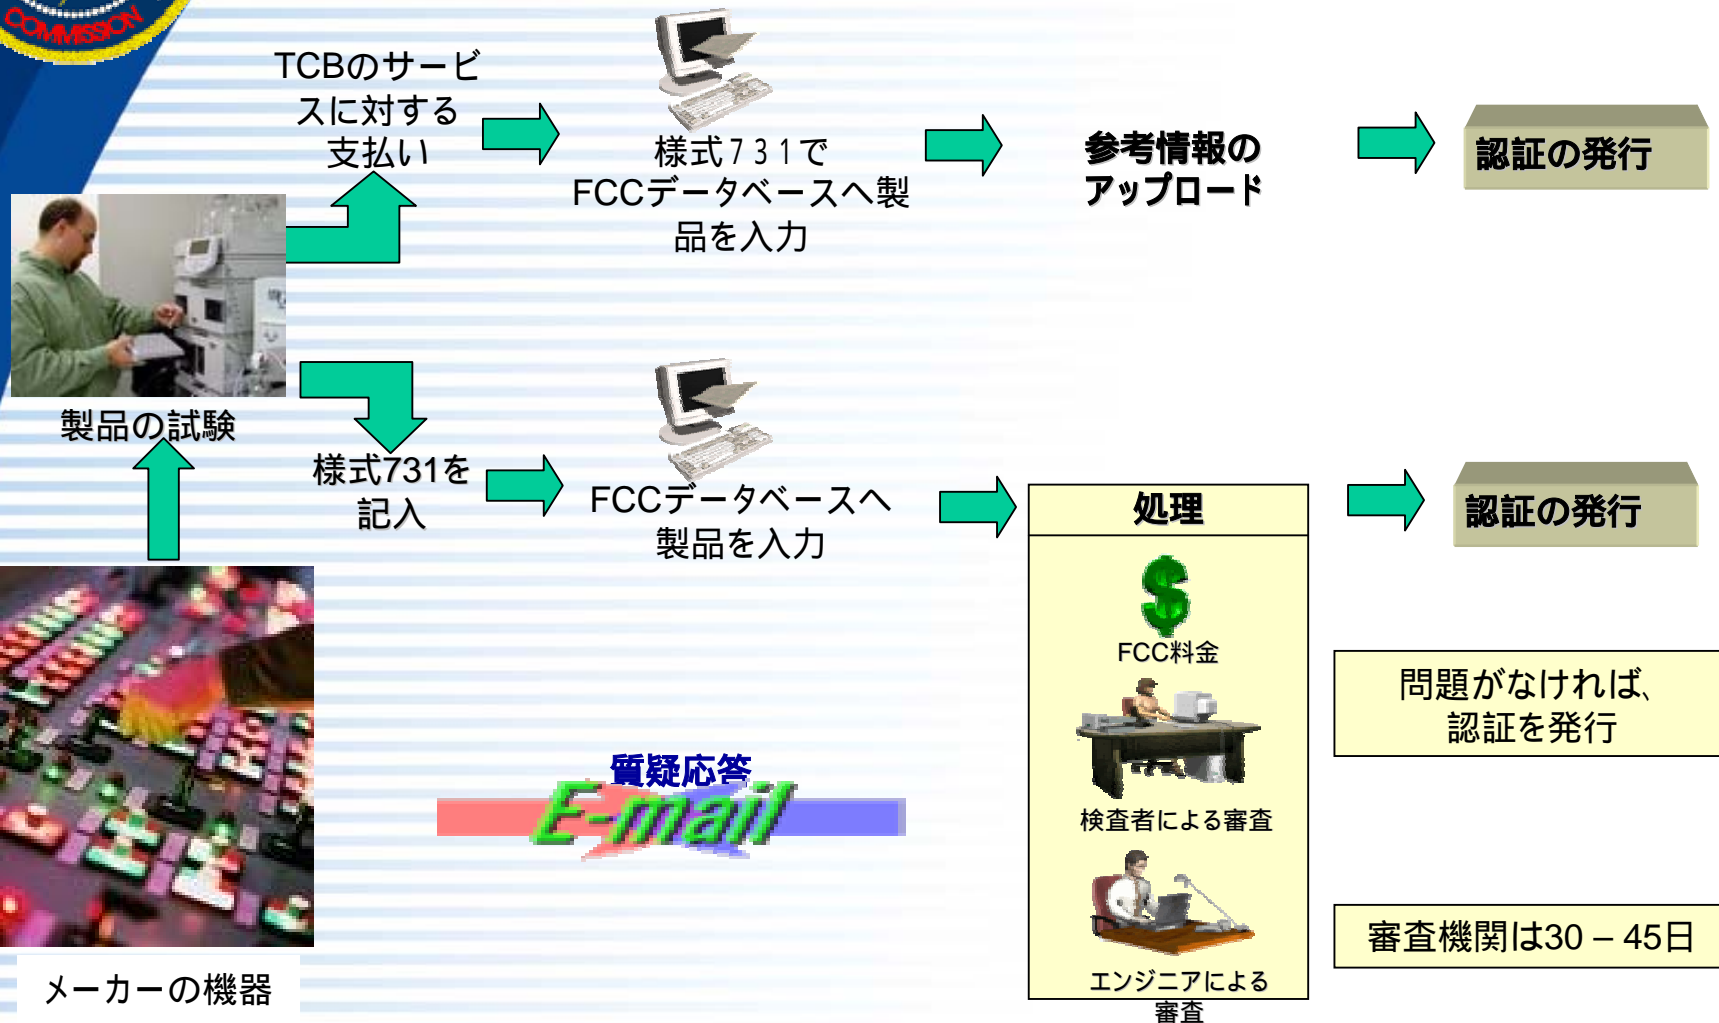 COMMISSION
TCBのサービ
スに対する
支払い
様式７３１で
FCCデータベースへ製
品を入力
参考情報の
アップロード
認証の発行
製品の試験
様式731を
記入
FCCデータベースへ
製品を入力
処理
FCC料金
検査者による審査
エンジニアによる
審査
認証の発行
問題がなければ、
認証を発行
審査機関は30 – 45日
質疑応答
E-mail
メーカーの機器